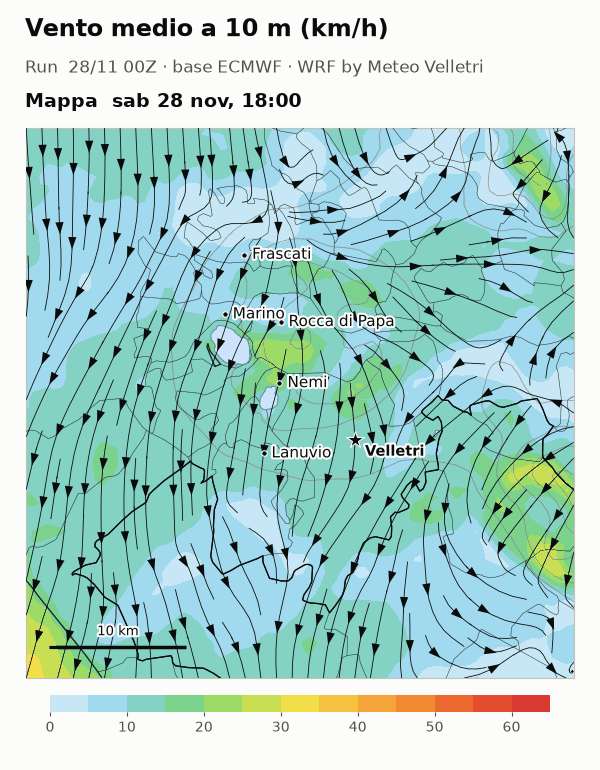 Vento medio a 10 m (km/h)
Run  28/11 00Z · base ECMWF · WRF by Meteo Velletri
Mappa  sab 28 nov, 18:00
Frascati
Marino
Rocca di Papa
Nemi
Velletri
Lanuvio
10 km
0 10 20 30 40 50 60